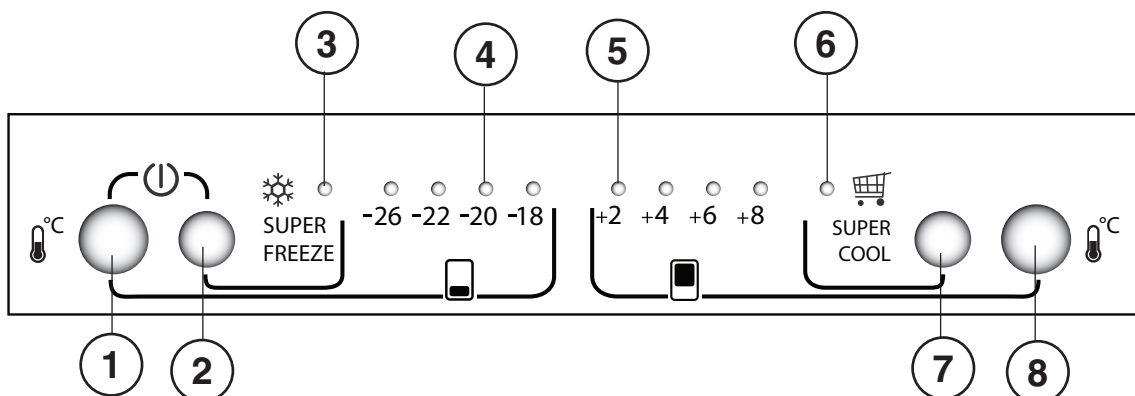 3 4 5 6
°C °C
-26 -22 -20 -18 +2 +4 +6 +8
SUPER
FREEZE
SUPER
COOL
1 2 7 8